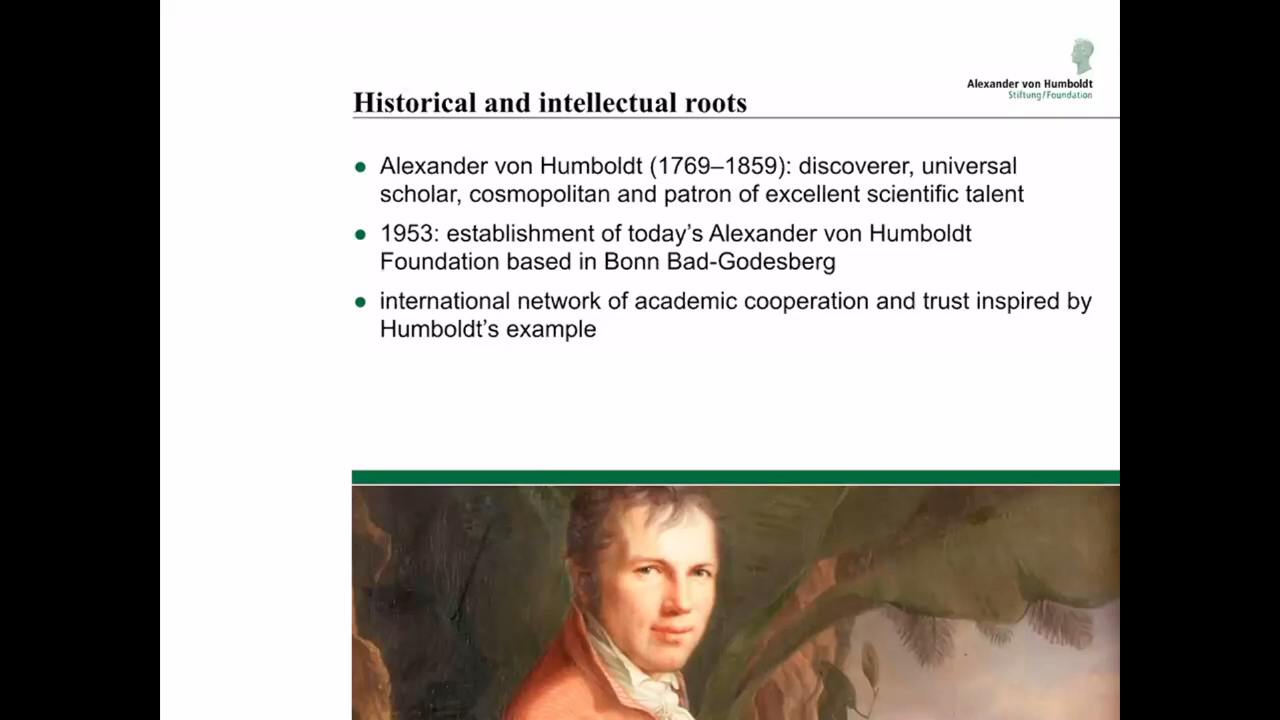 Alexander von Humboldt
Stiftung/Foundation
Historical and intellectual roots
● Alexander von Humboldt (1769–1859): discoverer, universal
scholar, cosmopolitan and patron of excellent scientific talent
● 1953: establishment of today’s Alexander von Humboldt
Foundation based in Bonn Bad-Godesberg
● international network of academic cooperation and trust inspired by
Humboldt’s example